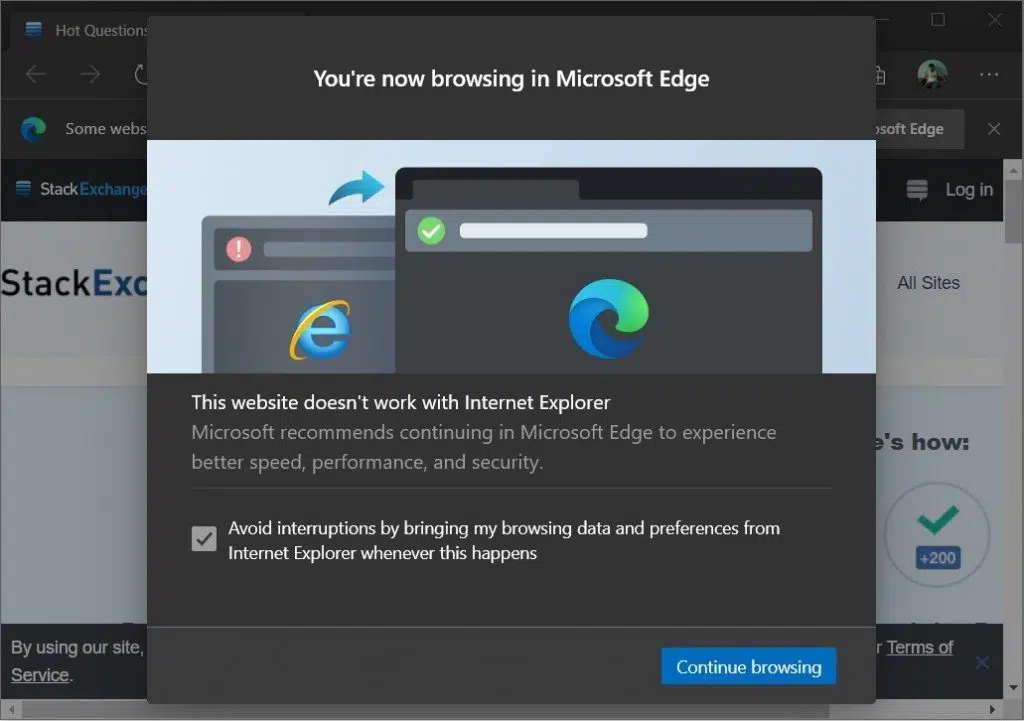 Hot Questions
You're now browsing in Microsoft Edge
Some webs
osoft Edge
StackExchange
Log in
StackExc
All Sites
This website doesn't work with Internet Explorer
Microsoft recommends continuing in Microsoft Edge to experience
better speed, performance, and security.
e's how:
Avoid interruptions by bringing my browsing data and preferences from
Internet Explorer whenever this happens
+200
By using our site,
r Terms of
Service.
Continue browsing